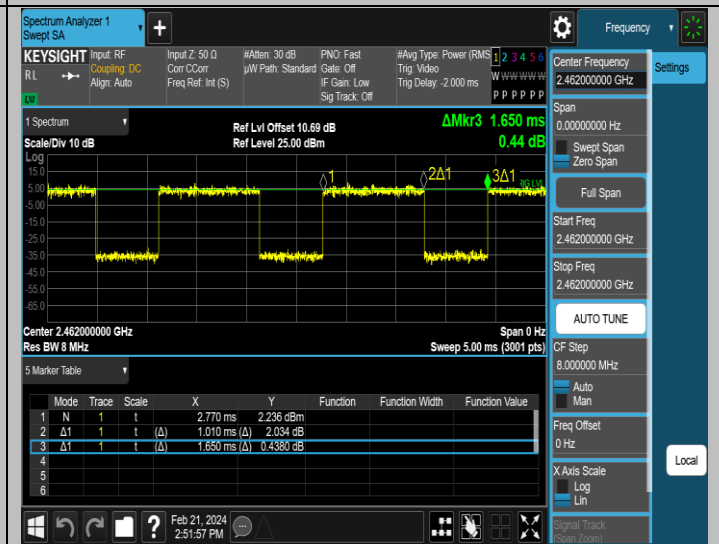 Spectrum Analyzer 1
Swept SA
Frequency
KEYSIGHT
RL
LXI
Input: RF
Coupling: DC
Align: Auto
Input Z: 50 Ω
Corr CCorr
Freq Ref: Int (S)
#Atten: 30 dB
µW Path: Standard
PNO: Fast
Gate: Off
IF Gain: Low
Sig Track: Off
#Avg Type: Power (RMS
Trig: Video
Trig Delay: -2.000 ms
1 2 3 4 5 6
W W W W W W
P P P P P P
Center Frequency
2.462000000 GHz
Settings
Span
0.00000000 Hz
Swept Span
Zero Span
Full Span
Start Freq
2.462000000 GHz
Stop Freq
2.462000000 GHz
AUTO TUNE
CF Step
8.000000 MHz
Auto
Man
Freq Offset
0 Hz
X Axis Scale
Log
Lin
Signal Track
(Span Zoom)
Local
1 Spectrum
Scale/Div 10 dB
Log
Ref Lvl Offset 10.69 dB
Ref Level 25.00 dBm
ΔMkr3 1.650 ms
0.44 dB
15.0
5.00
-5.00
-15.0
-25.0
-35.0
-45.0
-55.0
-65.0
1
2Δ1
3Δ1
Center 2.462000000 GHz
Res BW 8 MHz
Span 0 Hz
Sweep 5.00 ms (3001 pts)
5 Marker Table
Mode Trace Scale X Y Function Function Width Function Value
1 N 1 t 2.770 ms 2.236 dBm
2 Δ1 1 t (Δ) 1.010 ms (Δ) 2.034 dB
3 Δ1 1 t (Δ) 1.650 ms (Δ) 0.4380 dB
4
5
6
Feb 21, 2024
2:51:57 PM